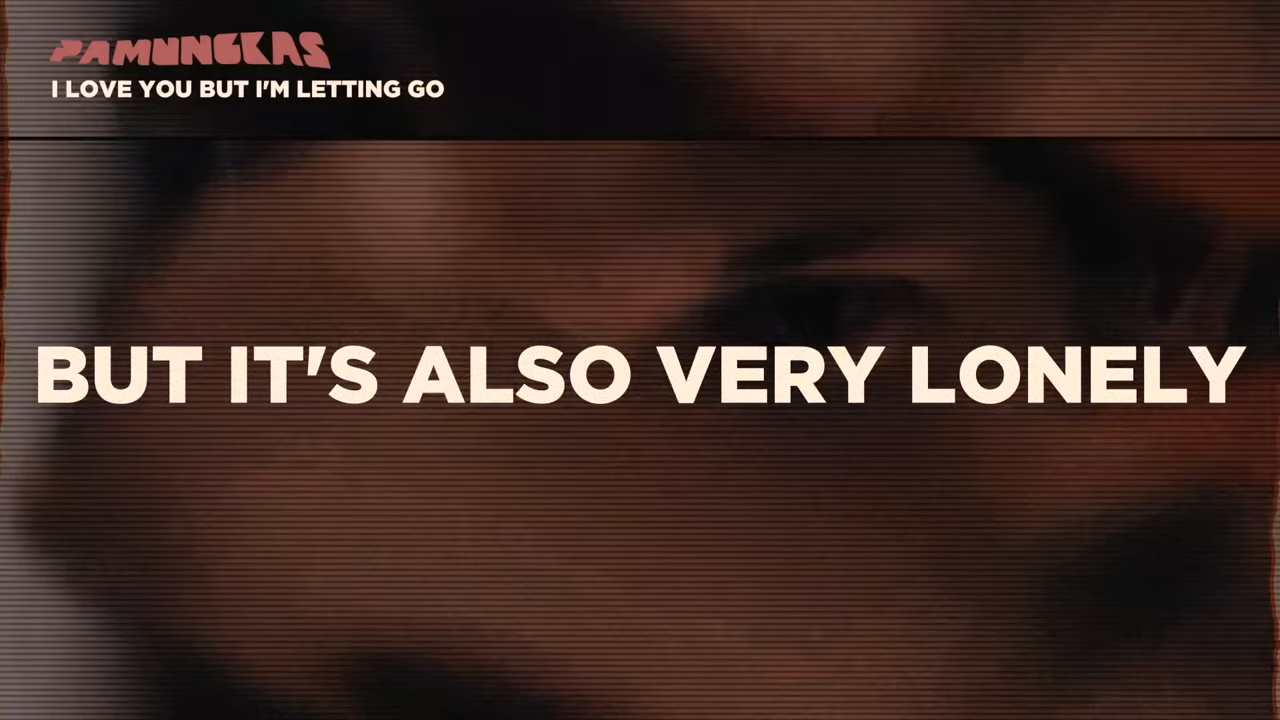 PAMUNGKAS
I LOVE YOU BUT I'M LETTING GO
BUT IT'S ALSO VERY LONELY